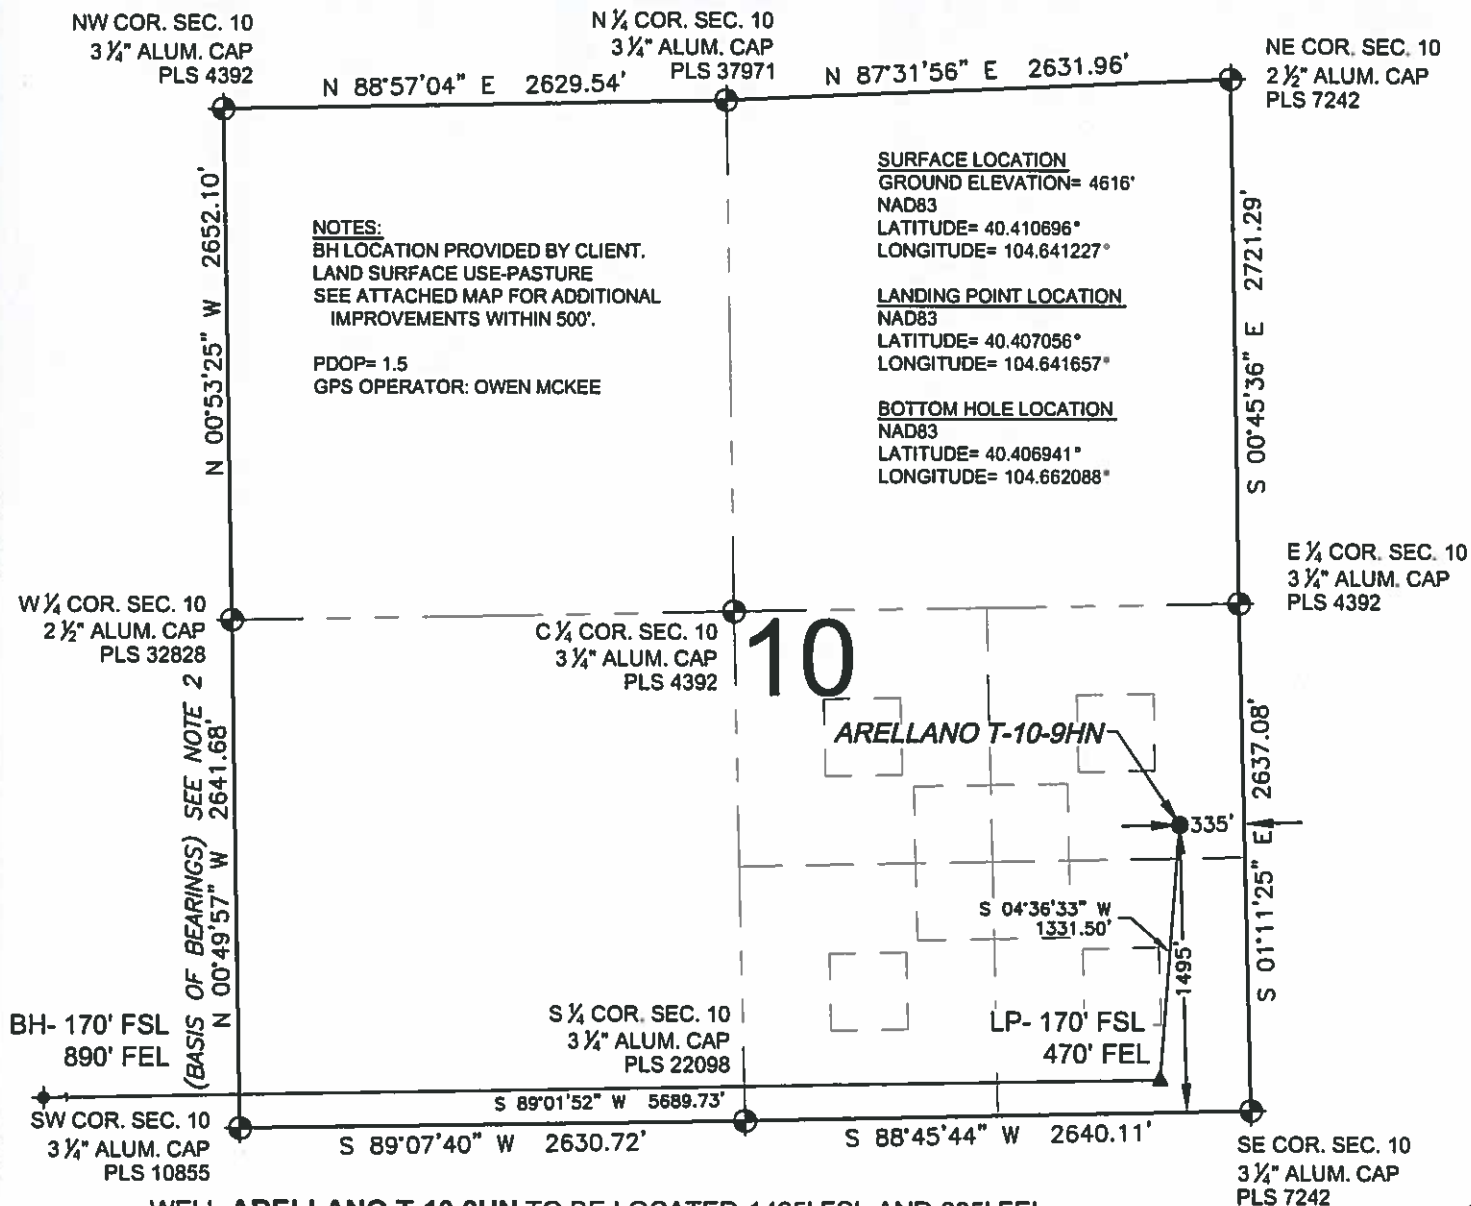 NW COR. SEC. 10
3 ¼" ALUM. CAP
PLS 4392
N ¼ COR. SEC. 10
3 ¼" ALUM. CAP
PLS 37971
NE COR. SEC. 10
2 ½" ALUM. CAP
PLS 7242
N 88°57'04" E 2629.54'
N 87°31'56" E 2631.96'
N 00°53'25" W 2652.10'
NOTES:
BH LOCATION PROVIDED BY CLIENT.
LAND SURFACE USE-PASTURE
SEE ATTACHED MAP FOR ADDITIONAL
IMPROVEMENTS WITHIN 500'.
PDOP= 1.5
GPS OPERATOR: OWEN MCKEE
SURFACE LOCATION
GROUND ELEVATION= 4616'
NAD83
LATITUDE= 40.410696°
LONGITUDE= 104.641227°
LANDING POINT LOCATION
NAD83
LATITUDE= 40.407056°
LONGITUDE= 104.641657°
BOTTOM HOLE LOCATION
NAD83
LATITUDE= 40.406941°
LONGITUDE= 104.662088°
S 00°45'36" E 2721.29'
W ¼ COR. SEC. 10
2 ½" ALUM. CAP
PLS 32828
C ¼ COR. SEC. 10
3 ¼" ALUM. CAP
PLS 4392
10
E ¼ COR. SEC. 10
3 ¼" ALUM. CAP
PLS 4392
(BASIS OF BEARINGS) SEE NOTE 2
N 00°49'57" W 2641.68'
ARELLANO T-10-9HN
335'
S 01°11'25" E 2637.08'
S 04°36'33" W
1331.50'
1495'
BH- 170' FSL
890' FEL
S ¼ COR. SEC. 10
3 ¼" ALUM. CAP
PLS 22098
LP- 170' FSL
470' FEL
S 89°01'52" W 5689.73'
SW COR. SEC. 10
3 ¼" ALUM. CAP
PLS 10855
S 89°07'40" W 2630.72'
S 88°45'44" W 2640.11'
SE COR. SEC. 10
3 ¼" ALUM. CAP
PLS 7242